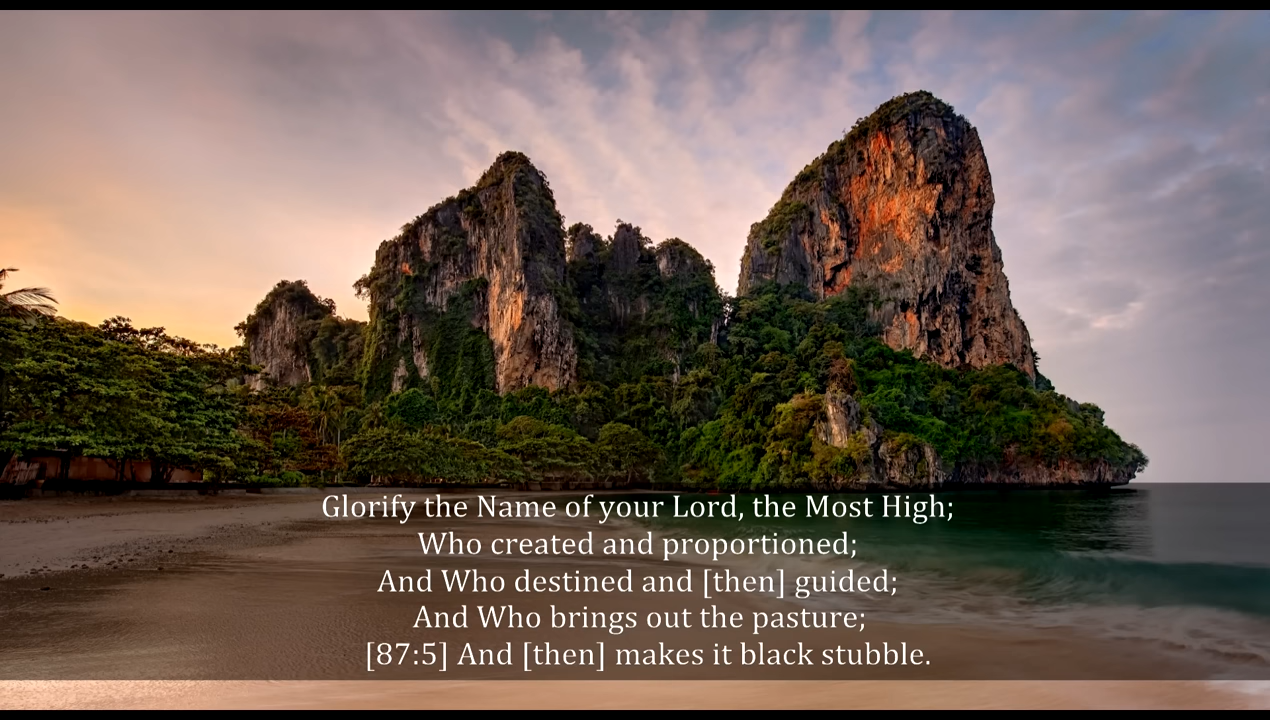 Glorify the Name of your Lord, the Most High;
Who created and proportioned;
And Who destined and [then] guided;
And Who brings out the pasture;
[87:5] And [then] makes it black stubble.